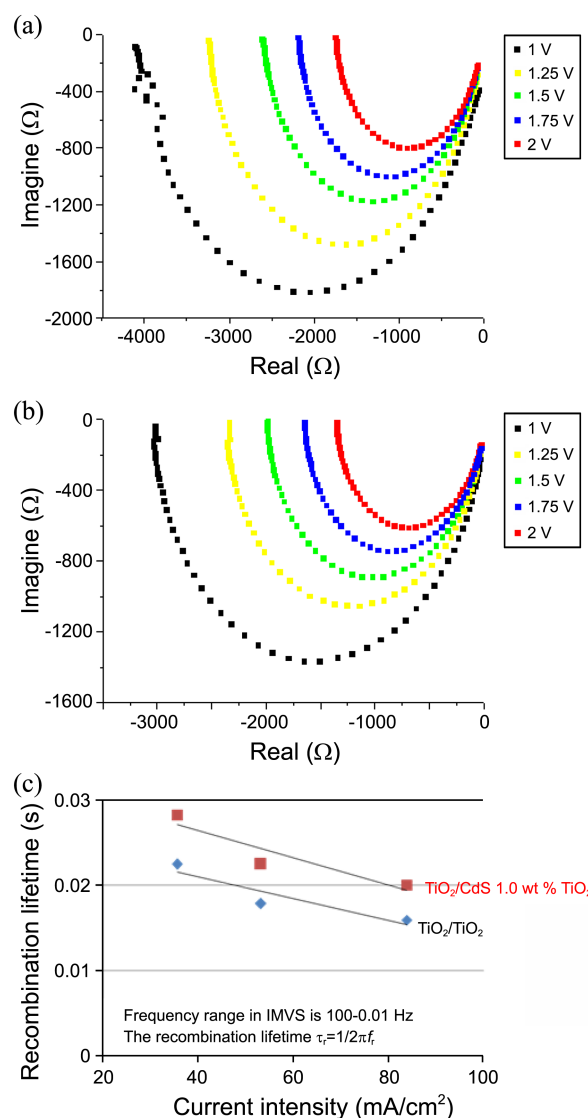 (a)
0
-400
-800
-1200
-1600
-2000
Imagine (Ω)
-4000 -3000 -2000 -1000 0
Real (Ω)
1 V
1.25 V
1.5 V
1.75 V
2 V
(b)
0
-400
-800
-1200
-1600
Imagine (Ω)
-3000 -2000 -1000 0
Real (Ω)
1 V
1.25 V
1.5 V
1.75 V
2 V
(c)
0.03
0.02
0.01
0
Recombination lifetime (s)
TiO₂/CdS 1.0 wt % TiO₂
TiO₂/TiO₂
Frequency range in IMVS is 100-0.01 Hz
The recombination lifetime τᵣ=1/2πfᵣ
20 40 60 80 100
Current intensity (mA/cm²)